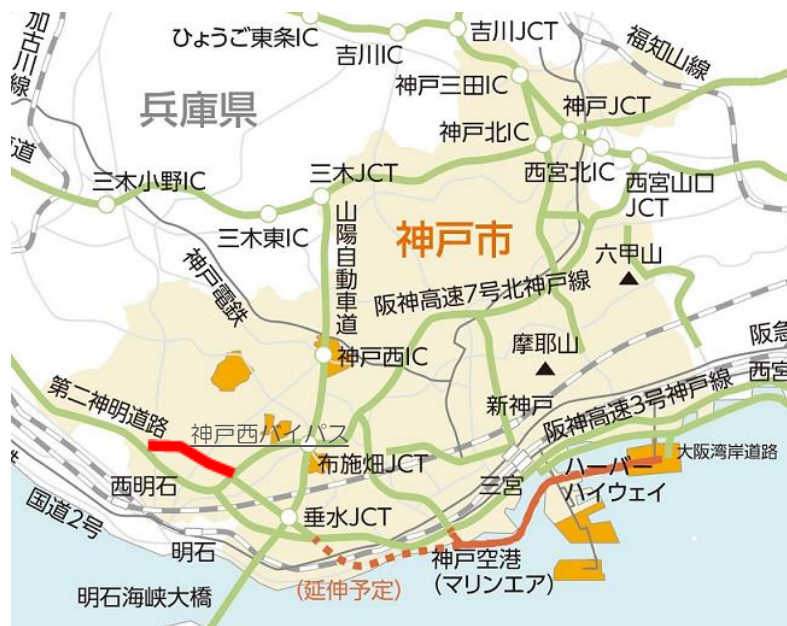 加古川線
ひょうご東条IC
吉川IC
吉川JCT
福知山線
神戸三田IC
兵庫県
神戸JCT
神戸北IC
西宮北IC
西宮山口
JCT
道
三木小野IC
三木JCT
三木東IC
山陽自動車道
神戸市
六甲山
神戸電鉄
阪神高速7号北神戸線
神戸西IC
摩耶山
阪急
西宮
第二神明道路
神戸西バイパス
新神戸
阪神高速3号神戸線
布施畑JCT
大阪湾岸道路
西明石
三宮
ハーバー
ハイウェイ
国道2号
垂水JCT
明石
神戸空港
(マリンエア)
(延伸予定)
明石海峡大橋